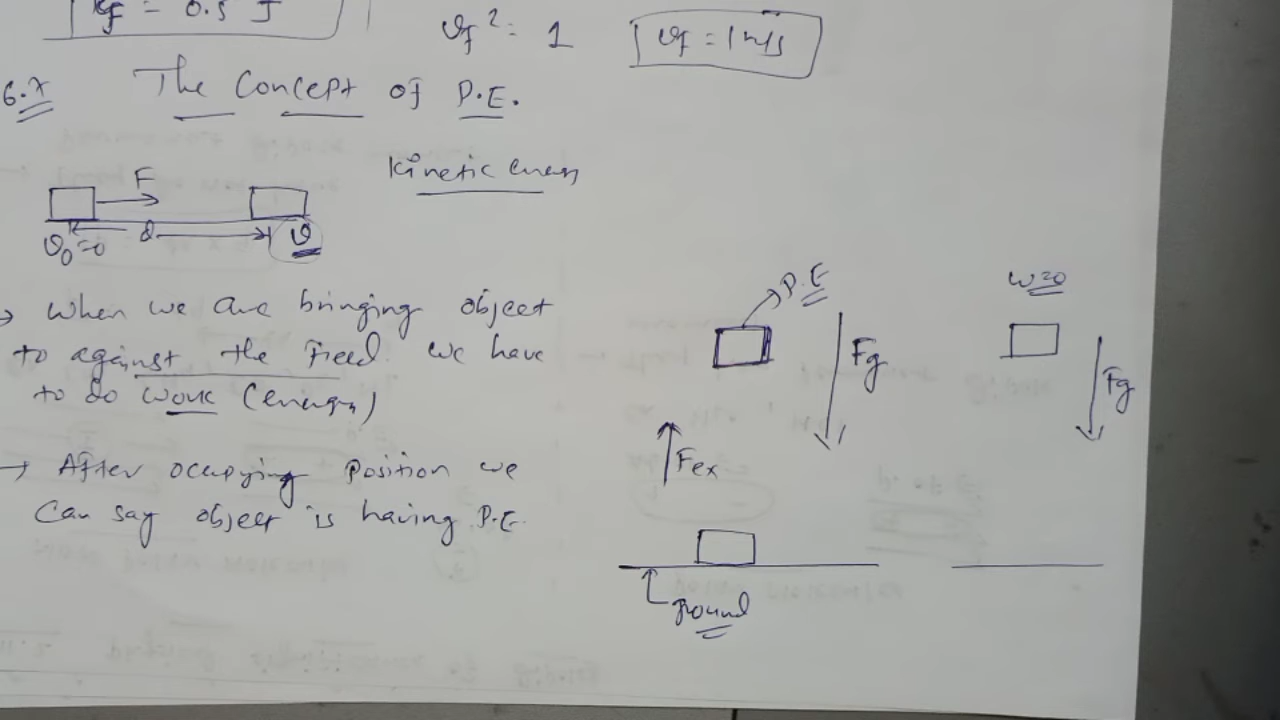 Kf = 0.5 J
vf² = 1
vf = 1 m/s
6.7 The Concept of P.E.
Kinetic energy
F
d
v₀=0
v
→ When we are bringing object
to against the Field we have
to do work (energy)
→ After occupying Position we
Can say object is having P.E.
P.E
Fg
Fex
Ground
w=0
Fg